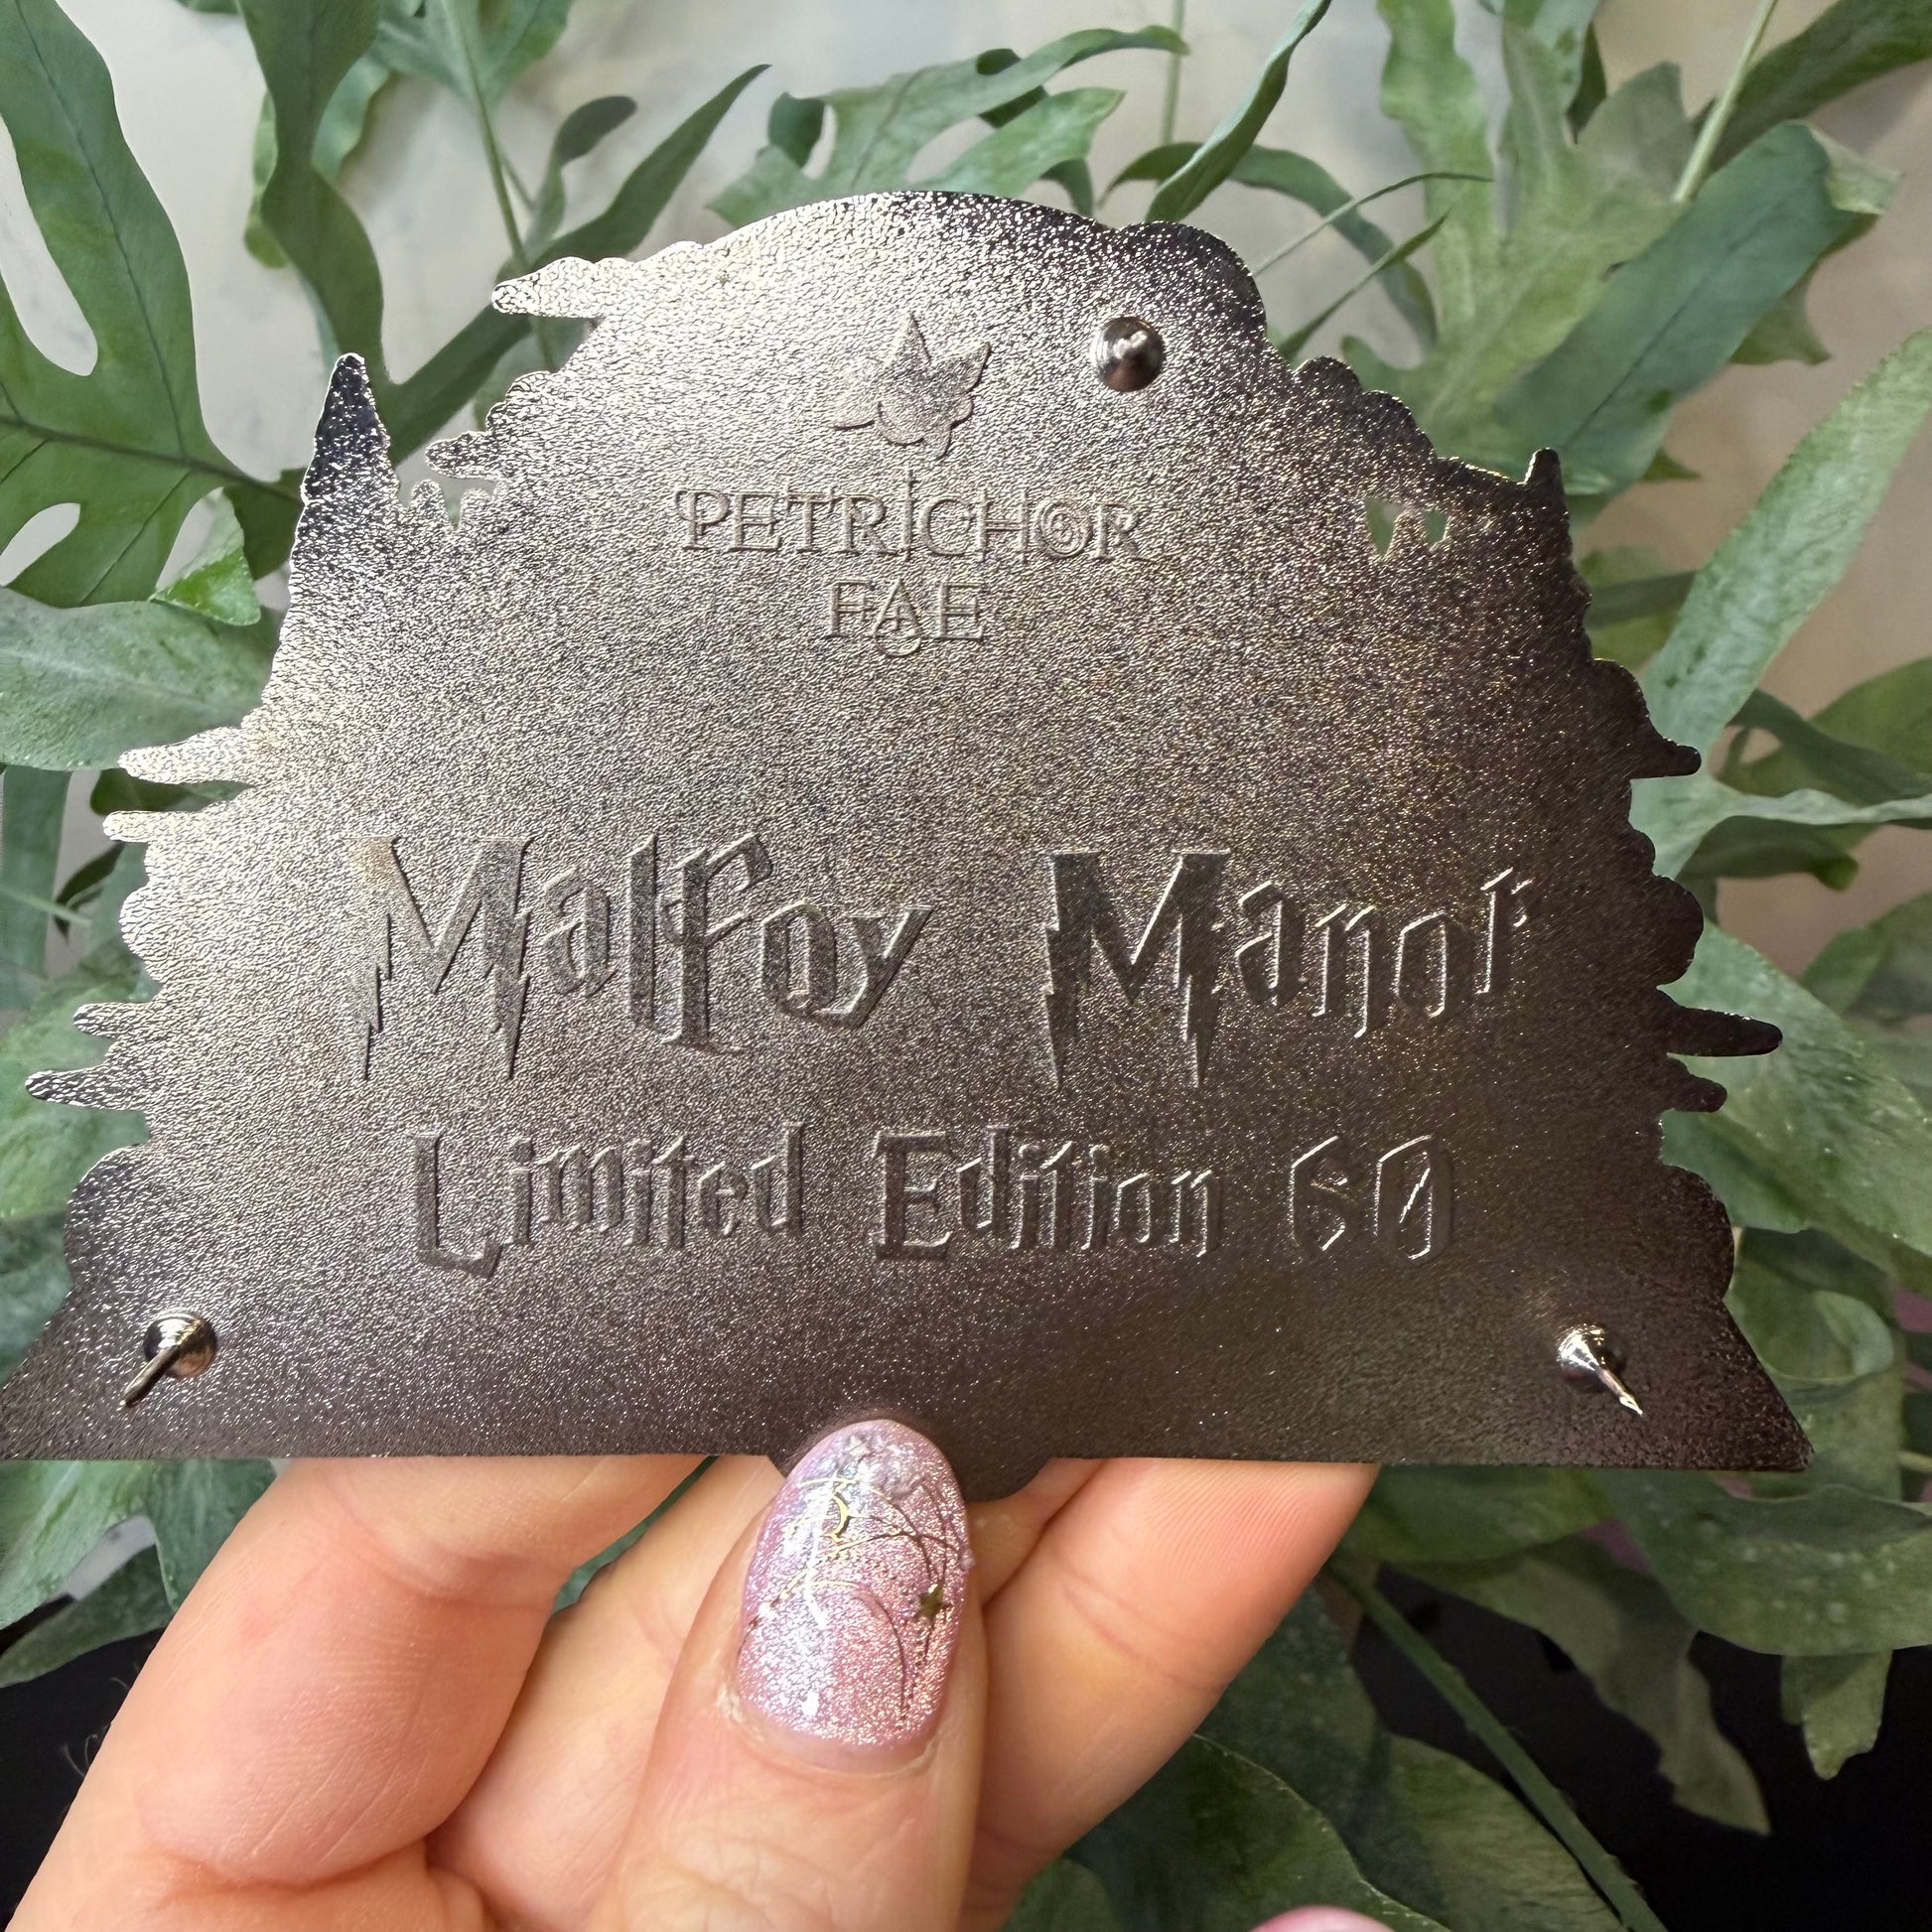 PETRICHOR
FAE
Malfoy Manor
Limited Edition 60